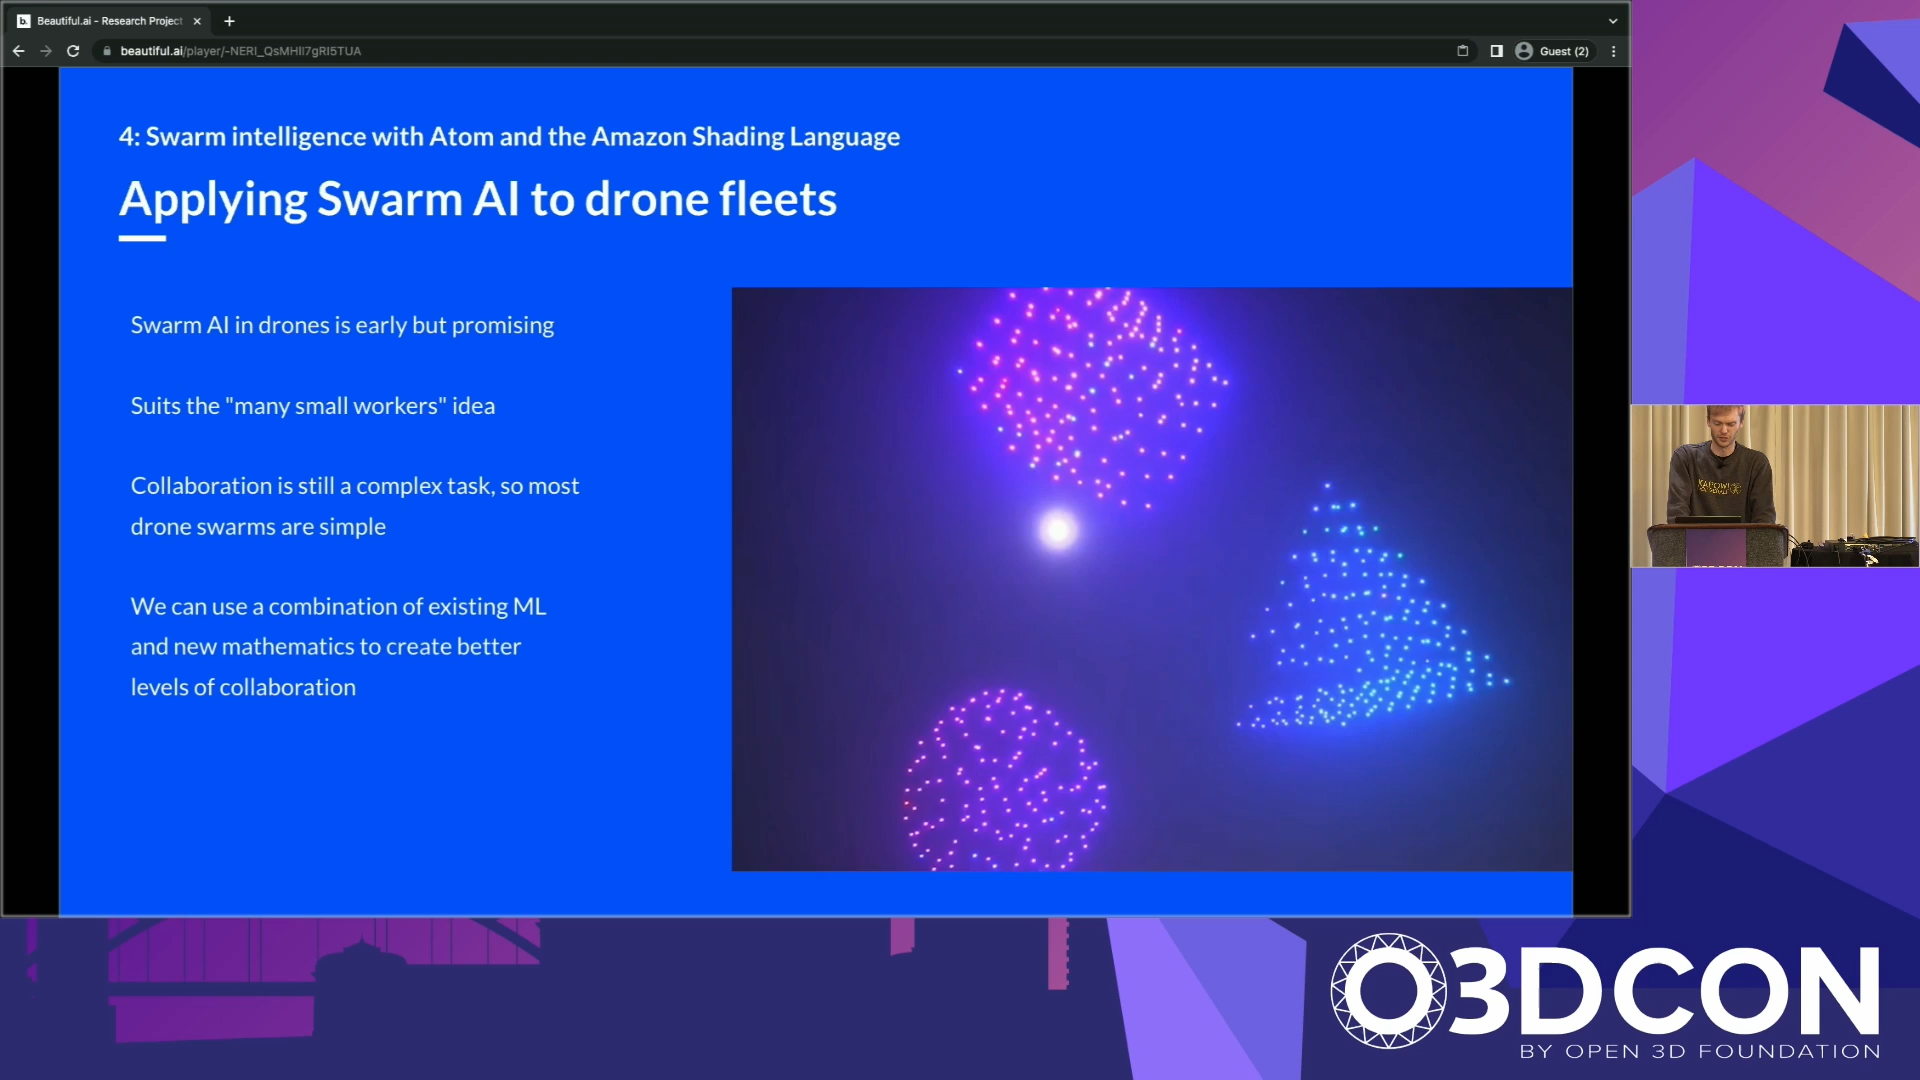 Beautiful.ai - Research Project
beautiful.ai/player/-NERI_QsMHlI7gRI5TUA
Guest (2)
4: Swarm intelligence with Atom and the Amazon Shading Language
Applying Swarm AI to drone fleets
Swarm AI in drones is early but promising
Suits the "many small workers" idea
Collaboration is still a complex task, so most
drone swarms are simple
We can use a combination of existing ML
and new mathematics to create better
levels of collaboration
O3DCON
BY OPEN 3D FOUNDATION